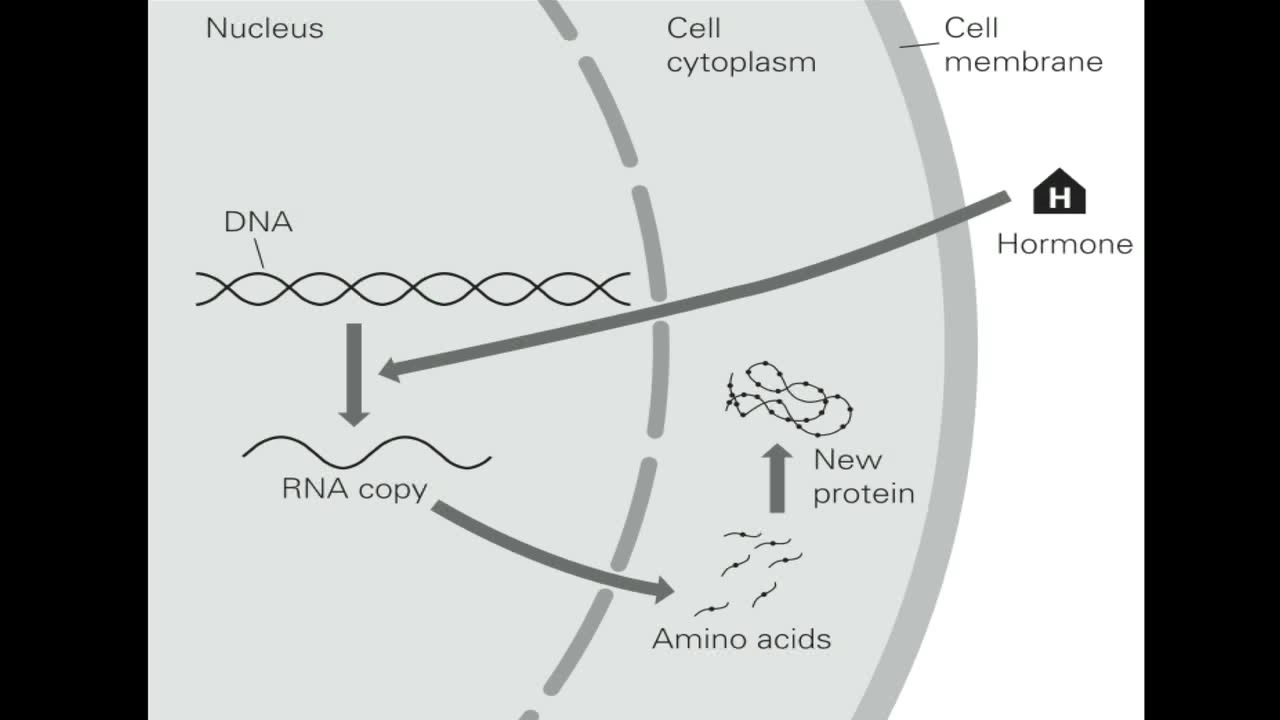 Nucleus
Cell
cytoplasm
Cell
membrane
DNA
H
Hormone
RNA copy
New
protein
Amino acids